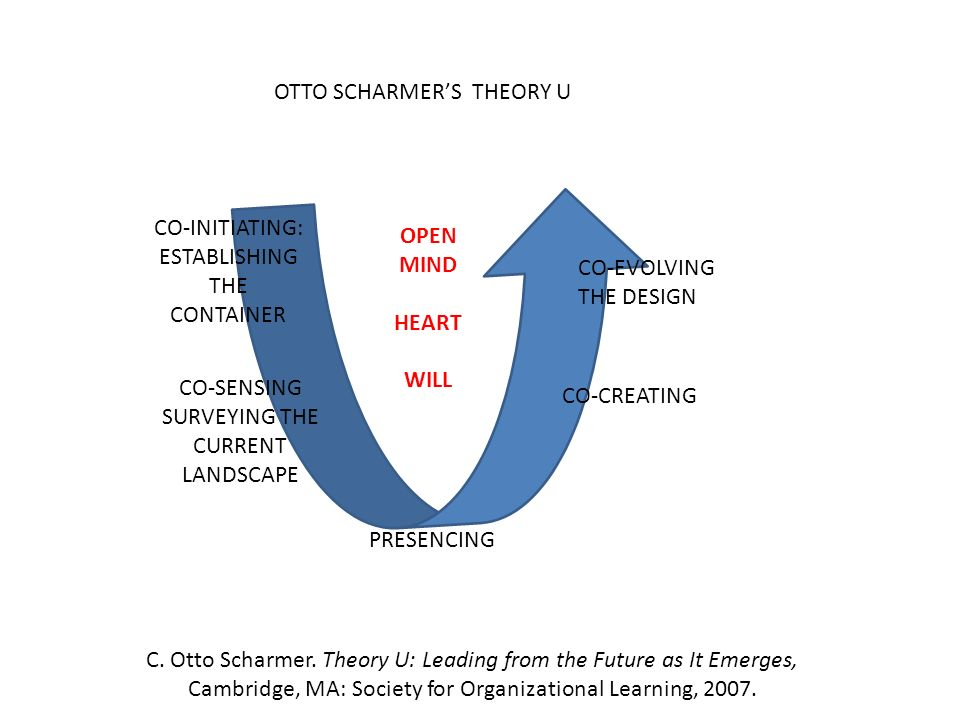 OTTO SCHARMER’S  THEORY U
CO-INITIATING:
ESTABLISHING
THE
CONTAINER
CO-SENSING
SURVEYING THE
CURRENT
LANDSCAPE
OPEN
MIND
HEART
WILL
CO-EVOLVING
THE DESIGN
CO-CREATING
PRESENCING
C. Otto Scharmer. Theory U: Leading from the Future as It Emerges,
Cambridge, MA: Society for Organizational Learning, 2007.